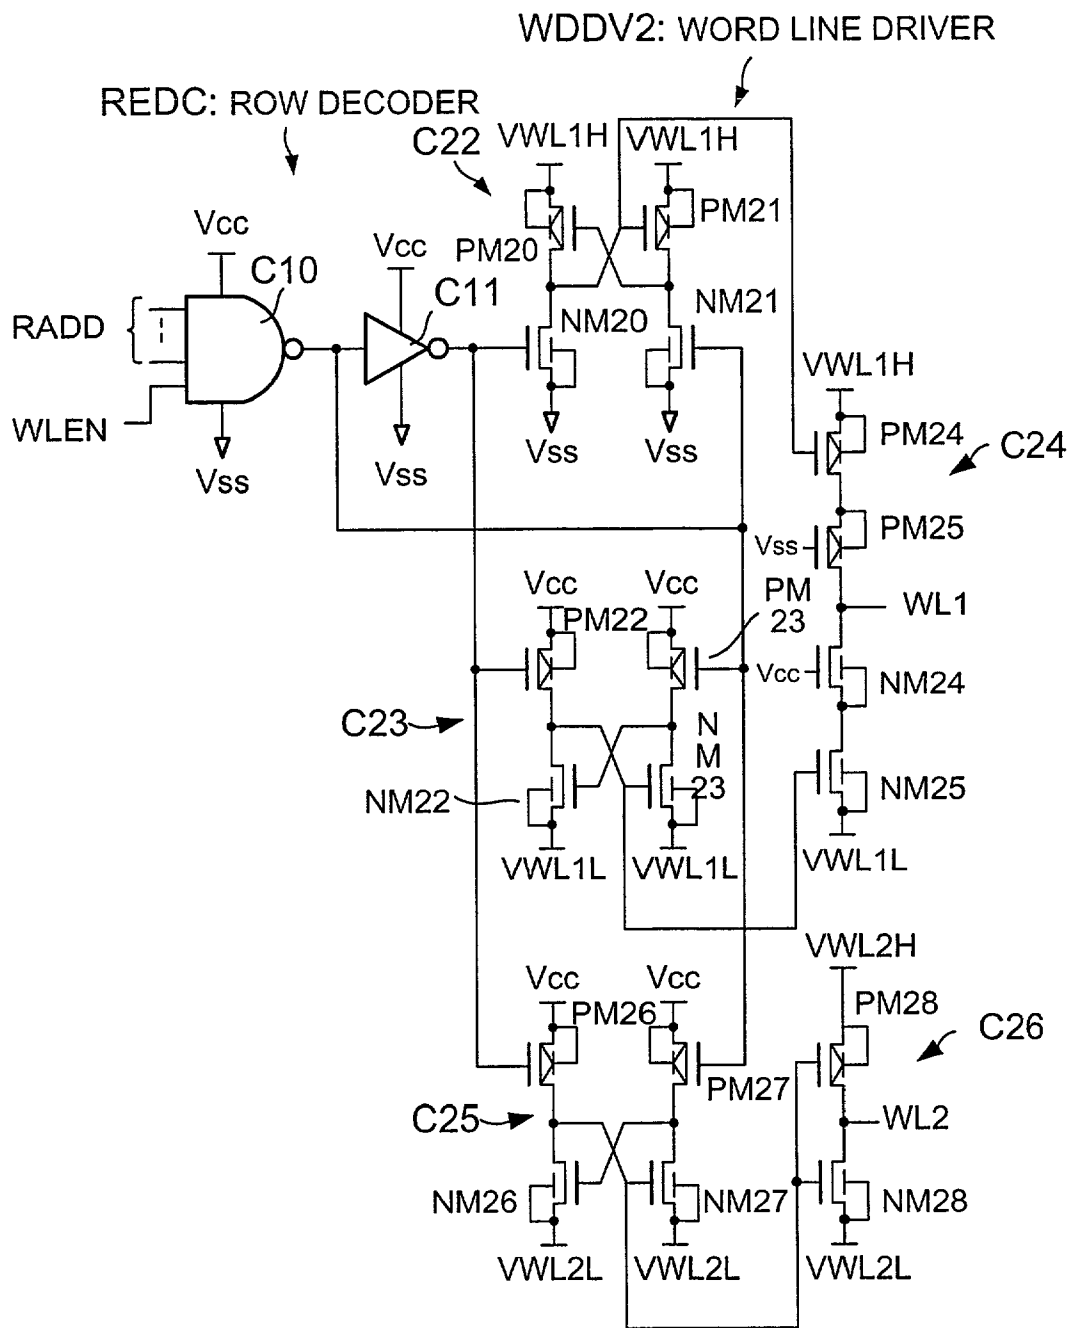 WDDV2: WORD LINE DRIVER
REDC: ROW DECODER
C22
VWL1H
VWL1H
PM20
PM21
Vcc
C10
Vcc
C11
RADD
WLEN
Vss
Vss
NM20
NM21
Vss
Vss
VWL1H
PM24
C24
Vss
PM25
WL1
Vcc
NM24
NM25
VWL1L
Vcc
PM22
Vcc
PM
23
C23
N
M
23
NM22
VWL1L
VWL1L
Vcc
PM26
Vcc
PM27
C25
NM26
NM27
VWL2L
VWL2L
VWL2H
PM28
C26
WL2
NM28
VWL2L